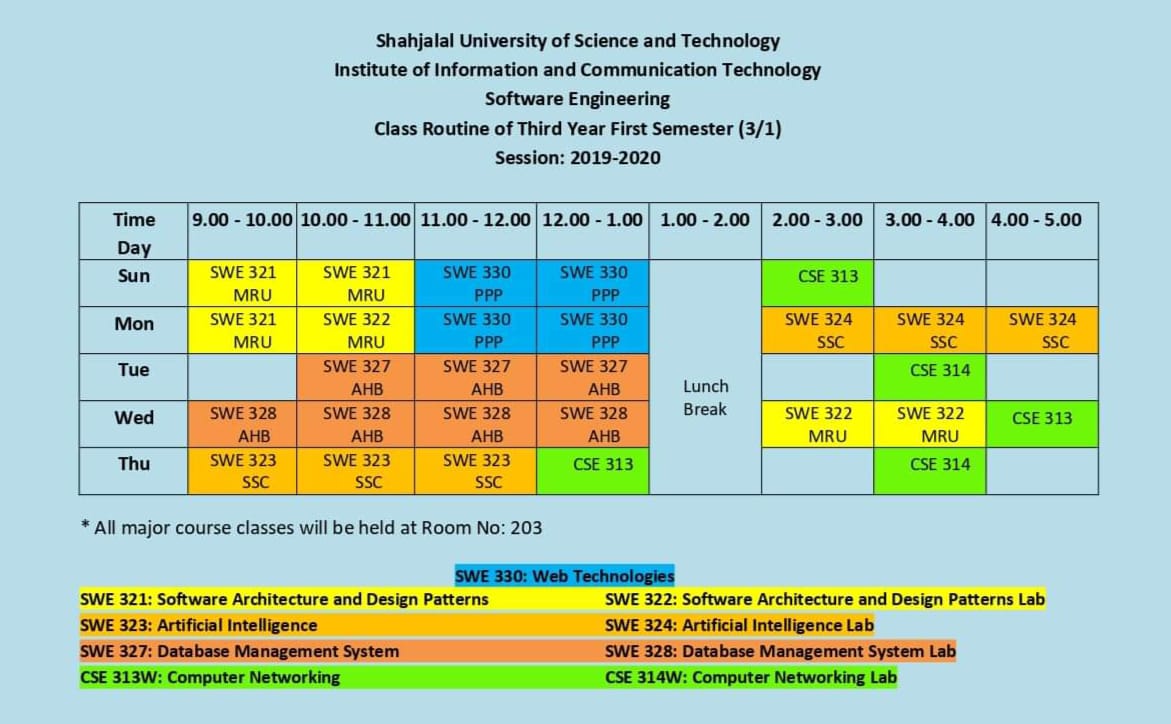 Shahjalal University of Science and Technology
Institute of Information and Communication Technology
Software Engineering
Class Routine of Third Year First Semester (3/1)
Session: 2019-2020
Time Day 9.00 - 10.00 10.00 - 11.00 11.00 - 12.00 12.00 - 1.00 1.00 - 2.00 2.00 - 3.00 3.00 - 4.00 4.00 - 5.00
Sun SWE 321 SWE 321 SWE 330 SWE 330 CSE 313
MRU MRU PPP PPP
Mon SWE 321 SWE 322 SWE 330 SWE 330 SWE 324 SWE 324 SWE 324
MRU MRU PPP PPP SSC SSC SSC
Tue SWE 327 SWE 327 SWE 327 CSE 314
AHB AHB AHB
Lunch
Break
Wed SWE 328 SWE 328 SWE 328 SWE 328 SWE 322 SWE 322 CSE 313
AHB AHB AHB AHB MRU MRU
Thu SWE 323 SWE 323 SWE 323 CSE 313 CSE 314
SSC SSC SSC
* All major course classes will be held at Room No: 203
SWE 330: Web Technologies
SWE 321: Software Architecture and Design Patterns SWE 322: Software Architecture and Design Patterns Lab
SWE 323: Artificial Intelligence SWE 324: Artificial Intelligence Lab
SWE 327: Database Management System SWE 328: Database Management System Lab
CSE 313W: Computer Networking CSE 314W: Computer Networking Lab